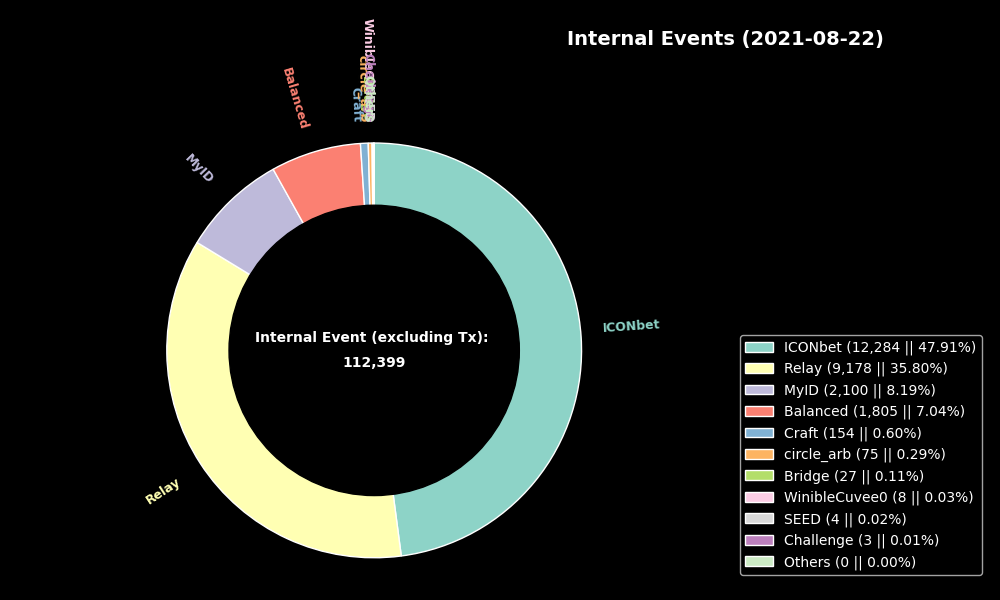 Internal Events (2021-08-22)
Balanced
Craft
MyID
ICONbet
Relay
Internal Event (excluding Tx):
112,399
ICONbet (12,284 || 47.91%)
Relay (9,178 || 35.80%)
MyID (2,100 || 8.19%)
Balanced (1,805 || 7.04%)
Craft (154 || 0.60%)
circle_arb (75 || 0.29%)
Bridge (27 || 0.11%)
WinibleCuvee0 (8 || 0.03%)
SEED (4 || 0.02%)
Challenge (3 || 0.01%)
Others (0 || 0.00%)